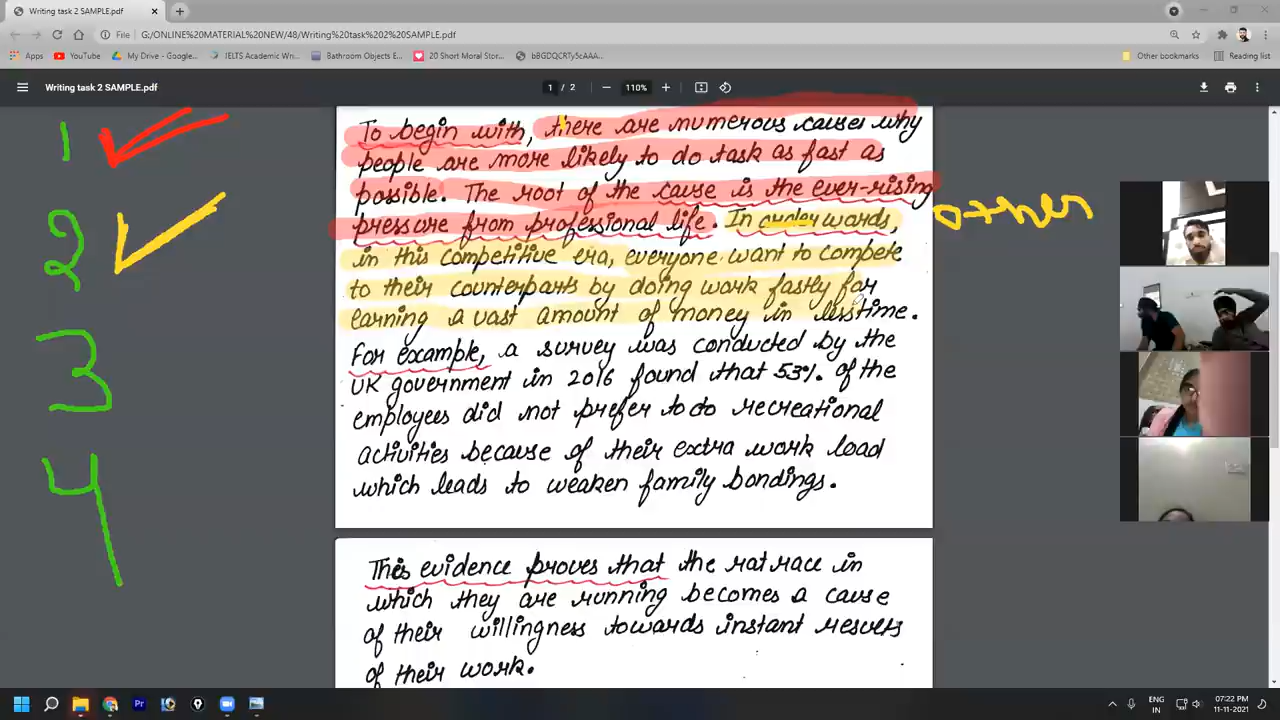 Writing task 2 SAMPLE.pdf
File
G:/ONLINE%20MATERIAL%20NEW/48/Writing%20task%202%20SAMPLE.pdf
Apps
YouTube
My Drive - Google...
IELTS Academic Wri...
Bathroom Objects E...
20 Short Moral Stor...
bBGDQCRTy5cAAA...
Other bookmarks
Reading list
Writing task 2 SAMPLE.pdf
1 / 2
110%
1
2
3
4
To begin with, there are numerous causes why
people are more likely to do task as fast as
possible. The root of the cause is the ever-rising
pressure from professional life. In words,
other
in this competitive era, everyone want to compete
to their counterparts by doing work fastly for
earning a vast amount of money in less time.
For example, a survey was conducted by the
UK government in 2016 found that 53% of the
employees did not prefer to do recreational
activities because of their extra work load
which leads to weaken family bondings.
This evidence proves that the rat race in
which they are running becomes a cause
of their willingness towards instant results
of their work.
ENG
IN
07:22 PM
11-11-2021